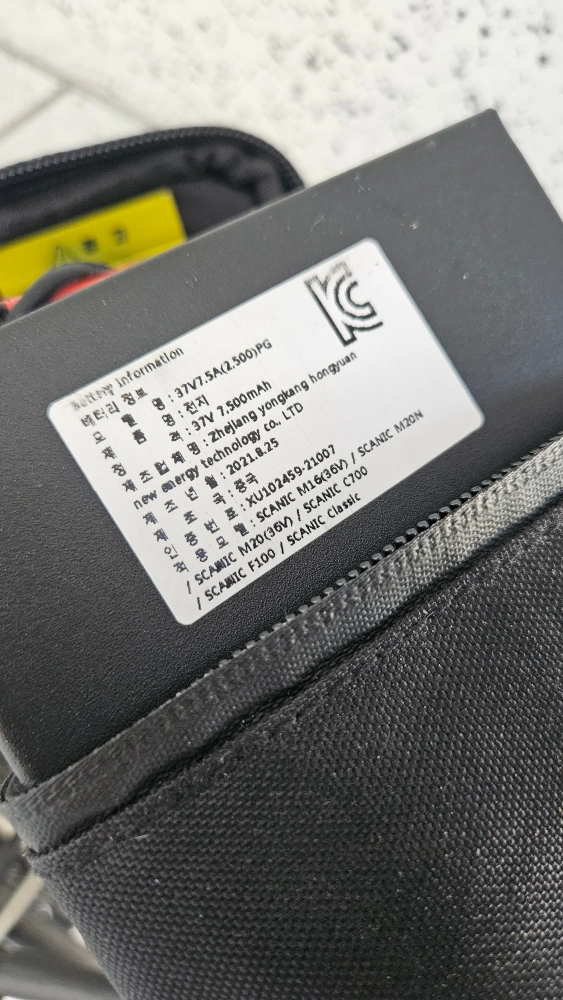 Battery Information
배터리 정보
모 델 명 : 37V7.5A(2,500)PG
제 품 명 : 전지
정 격 : 37V 7,500mAh
제 조 업 체 명 : Zhejiang yongkang hongyuan
new energy technology co.. LTD
제 조 년 월 : 2021.8.25
제 조 국 : 중국
인 증 번 호 : XU102459-21007
적 용 모 델 : SCANIC M16(36V) / SCANIC M20N
/ SCANIC M20(36V) / SCANIC C700
/ SCANIC F100 / SCANIC Classic